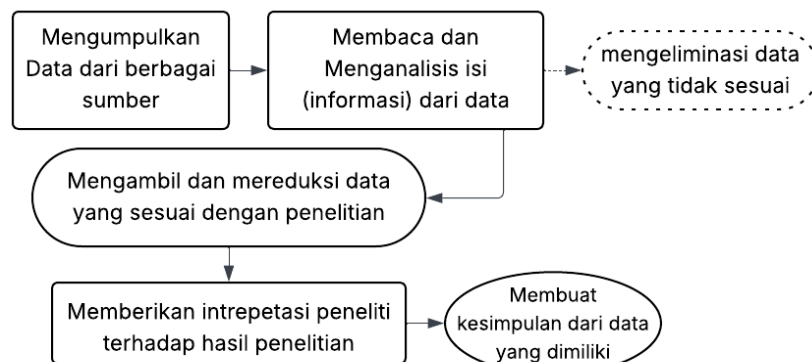 Mengumpulkan
Data dari berbagai
sumber
Membaca dan
Menganalisis isi
(informasi) dari data
mengeliminasi data
yang tidak sesuai
Mengambil dan mereduksi data
yang sesuai dengan penelitian
Memberikan intrepetasi peneliti
terhadap hasil penelitian
Membuat
kesimpulan dari data
yang dimiliki